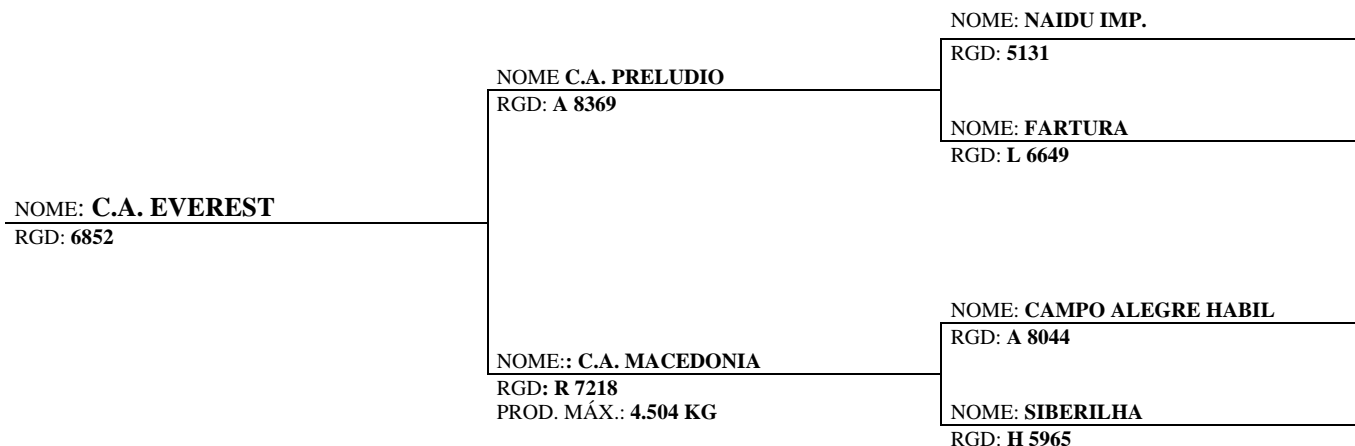 NOME: NAIDU IMP.
RGD: 5131
NOME C.A. PRELUDIO
RGD: A 8369
NOME: FARTURA
RGD: L 6649
NOME: C.A. EVEREST
RGD: 6852
NOME: CAMPO ALEGRE HABIL
RGD: A 8044
NOME:: C.A. MACEDONIA
RGD: R 7218
PROD. MÁX.: 4.504 KG
NOME: SIBERILHA
RGD: H 5965